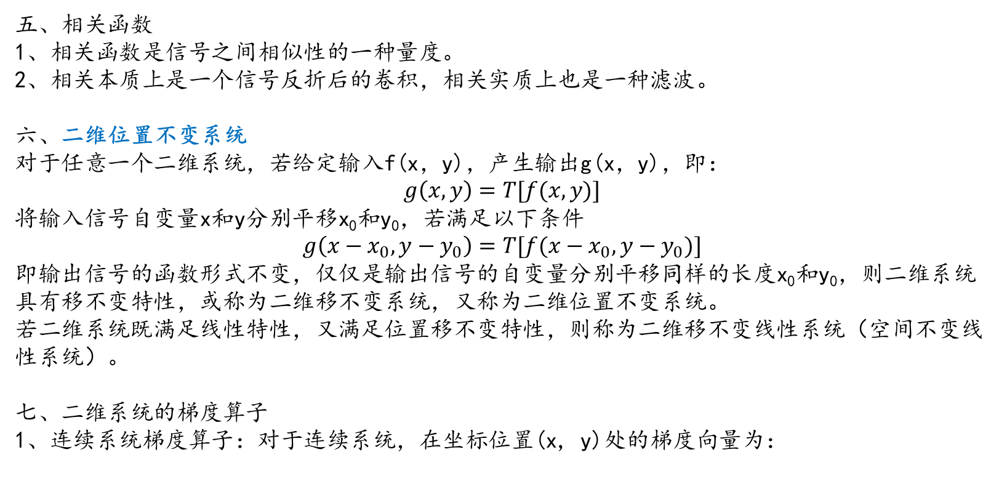 五、相关函数
1、相关函数是信号之间相似性的一种量度。
2、相关本质上是一个信号反折后的卷积，相关实质上也是一种滤波。
六、二维位置不变系统
对于任意一个二维系统，若给定输入f(x，y)，产生输出g(x，y)，即：
g(x,y) = T[f(x,y)]
将输入信号自变量x和y分别平移x₀和y₀，若满足以下条件
g(x − x₀,y − y₀) = T[f(x − x₀,y − y₀)]
即输出信号的函数形式不变，仅仅是输出信号的自变量分别平移同样的长度x₀和y₀，则二维系统
具有移不变特性，或称为二维移不变系统，又称为二维位置不变系统。
若二维系统既满足线性特性，又满足位置移不变特性，则称为二维移不变线性系统（空间不变线
性系统）。
七、二维系统的梯度算子
1、连续系统梯度算子：对于连续系统，在坐标位置(x，y)处的梯度向量为：